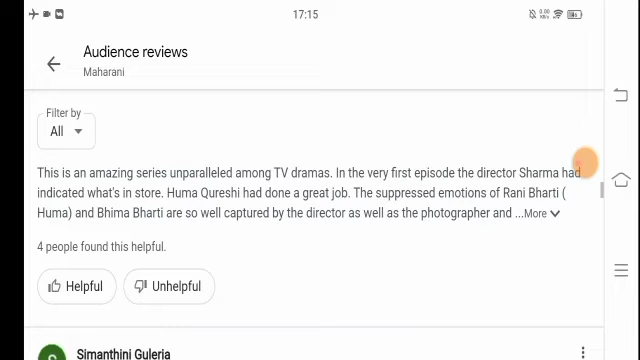 17:15
0.00
KB/s
Audience reviews
Maharani
Filter by
All
This is an amazing series unparalleled among TV dramas. In the very first episode the director Sharma had
indicated what's in store. Huma Qureshi had done a great job. The suppressed emotions of Rani Bharti (
Huma) and Bhima Bharti are so well captured by the director as well as the photographer and ...More
4 people found this helpful.
Helpful
Unhelpful
S
Simanthini Guleria